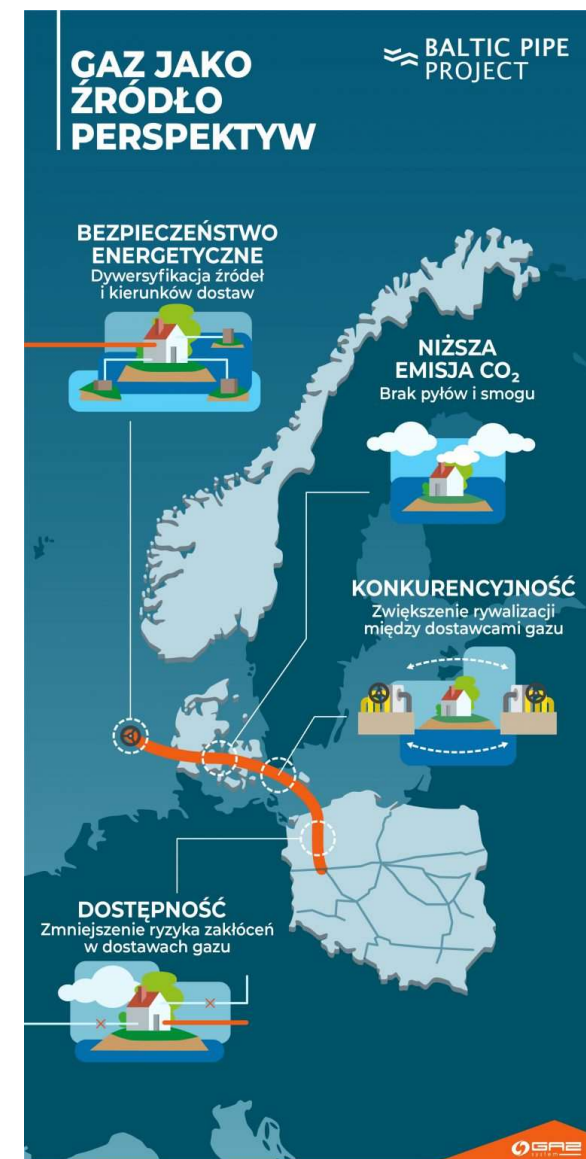 GAZ JAKO
ŹRÓDŁO
PERSPEKTYW
BALTIC PIPE
PROJECT
BEZPIECZEŃSTWO
ENERGETYCZNE
Dywersyfikacja źródeł
i kierunków dostaw
NIŻSZA
EMISJA CO₂
Brak pyłów i smogu
KONKURENCYJNOŚĆ
Zwiększenie rywalizacji
między dostawcami gazu
DOSTĘPNOŚĆ
Zmniejszenie ryzyka zakłóceń
w dostawach gazu
GAZ
system